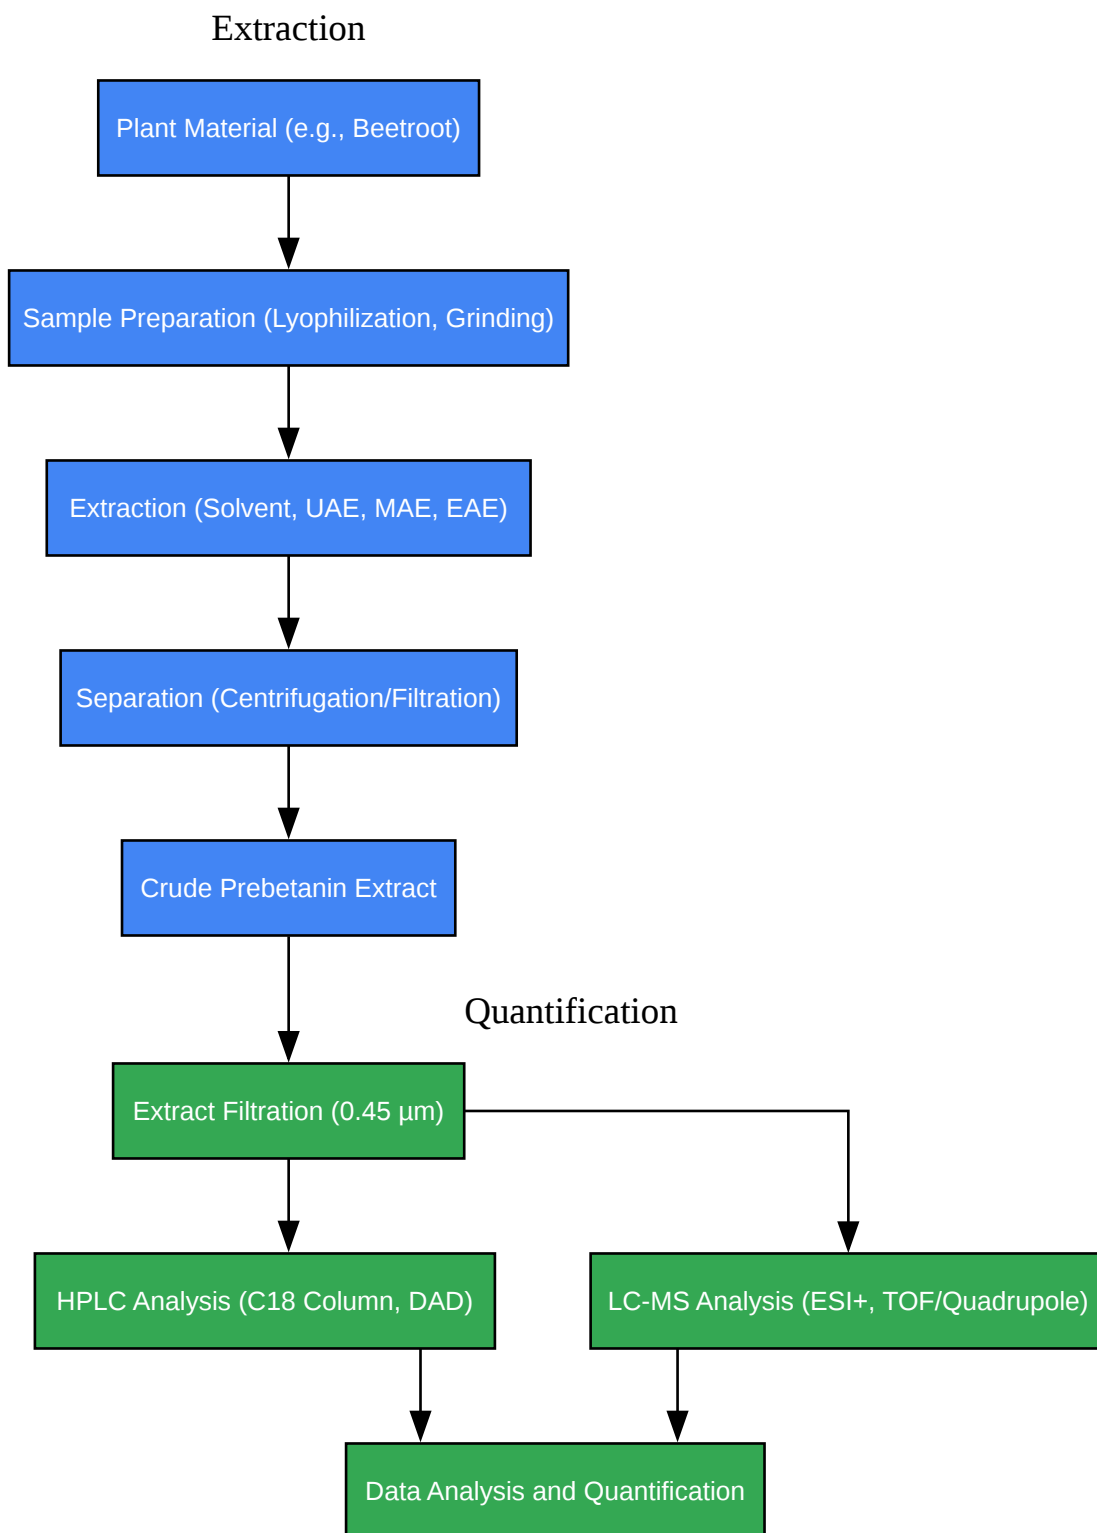 Extraction
Plant Material (e.g., Beetroot)
Sample Preparation (Lyophilization, Grinding)
Extraction (Solvent, UAE, MAE, EAE)
Separation (Centrifugation/Filtration)
Crude Prebetanin Extract
Quantification
Extract Filtration (0.45 µm)
HPLC Analysis (C18 Column, DAD)
LC-MS Analysis (ESI+, TOF/Quadrupole)
Data Analysis and Quantification